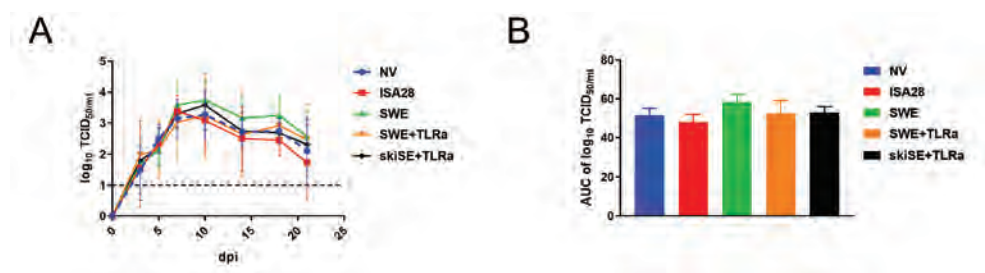 A
log10 TCID50/ml
5
4
3
2
1
0
0
5
10
15
20
25
dpi
NV
ISA28
SWE
SWE+TLRa
skiSE+TLRa
B
AUC of log10 TCID50/ml
80
60
40
20
0
NV
ISA28
SWE
SWE+TLRa
skiSE+TLRa